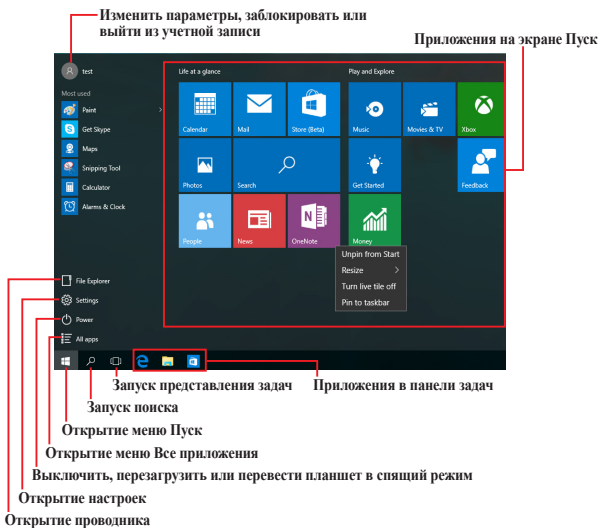 Изменить параметры, заблокировать или
выйти из учетной записи
Приложения на экране Пуск
test
Most used
Paint
Get Skype
Maps
Snipping Tool
Calculator
Alarms & Clock
File Explorer
Settings
Power
All apps
Life at a glance
Play and Explore
Calendar
Mail
Store (Beta)
Music
Movies & TV
Xbox
Photos
Search
Get Started
Feedback
People
News
OneNote
Money
Unpin from Start
Resize
Turn live tile off
Pin to taskbar
Запуск представления задач
Приложения в панели задач
Запуск поиска
Открытие меню Пуск
Открытие меню Все приложения
Выключить, перезагрузить или перевести планшет в спящий режим
Открытие настроек
Открытие проводника